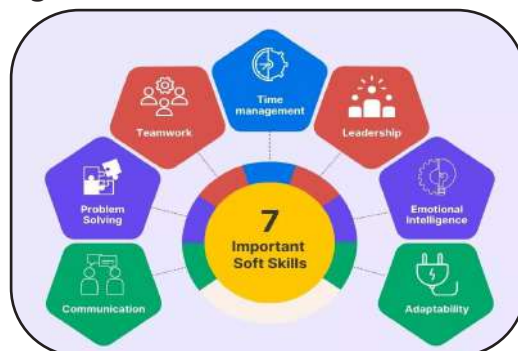 Time
management
Teamwork
Leadership
Problem
Solving
7
Important
Soft Skills
Emotional
Intelligence
Communication
Adaptability